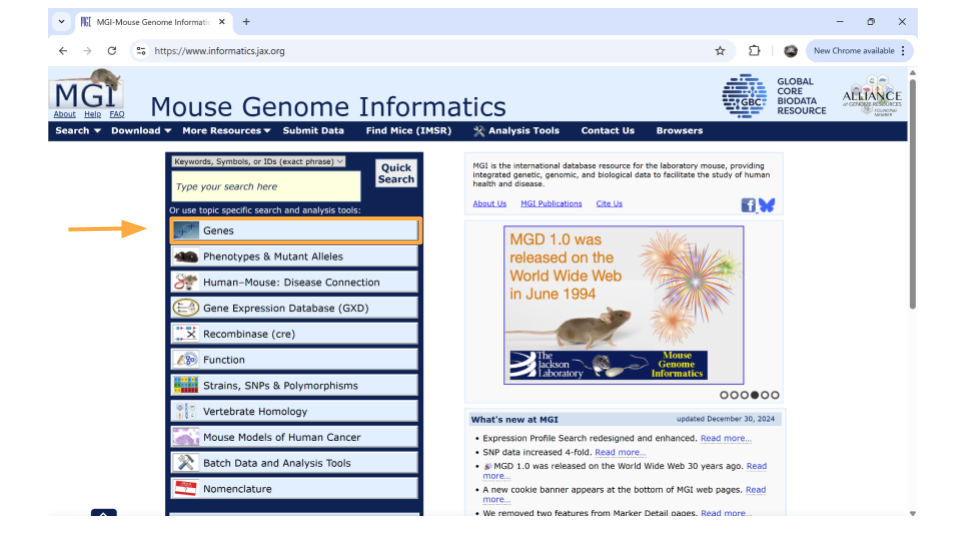 MGI-Mouse Genome Informatic
https://www.informatics.jax.org
New Chrome available
MGI
About Help FAQ
Mouse Genome Informatics
GBC
GLOBAL
CORE
BIODATA
RESOURCE
ALLIANCE
of GENOME RESOURCES
FOUNDING
MEMBER
Search Download More Resources Submit Data Find Mice (IMSR) Analysis Tools Contact Us Browsers
Keywords, Symbols, or IDs (exact phrase)
Type your search here
Quick
Search
Or use topic specific search and analysis tools:
Genes
Phenotypes & Mutant Alleles
Human–Mouse: Disease Connection
Gene Expression Database (GXD)
Recombinase (cre)
Function
Strains, SNPs & Polymorphisms
Vertebrate Homology
Mouse Models of Human Cancer
Batch Data and Analysis Tools
Nomenclature
MGI is the international database resource for the laboratory mouse, providing
integrated genetic, genomic, and biological data to facilitate the study of human
health and disease.
About Us MGI Publications Cite Us
MGD 1.0 was
released on the
World Wide Web
in June 1994
The
Jackson
Laboratory
Mouse
Genome
Informatics
What's new at MGI updated December 30, 2024
• Expression Profile Search redesigned and enhanced. Read more...
• SNP data increased 4-fold. Read more...
• MGD 1.0 was released on the World Wide Web 30 years ago. Read
more...
• A new cookie banner appears at the bottom of MGI web pages. Read
more...
• We removed two features from Marker Detail pages. Read more...